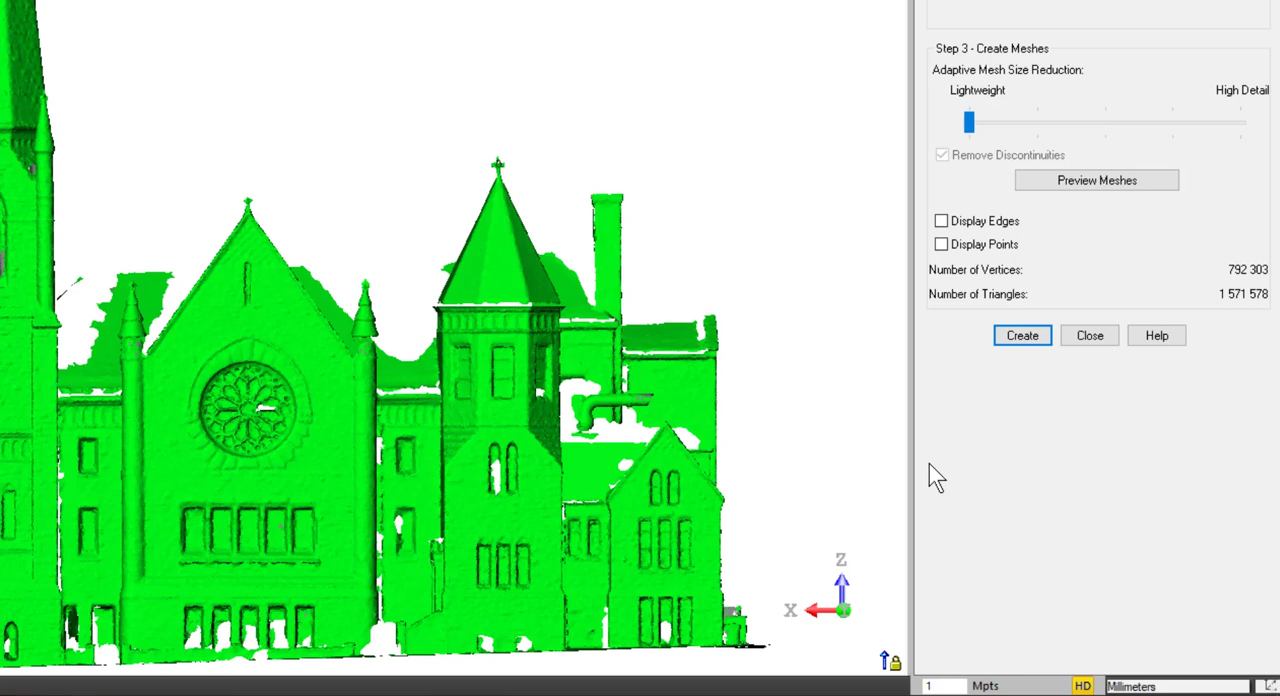 Step 3 - Create Meshes
Adaptive Mesh Size Reduction:
Lightweight High Detail
Remove Discontinuities
Preview Meshes
Display Edges
Display Points
Number of Vertices: 792 303
Number of Triangles: 1 571 578
Create Close Help
Z
X
1 Mpts HD Millimeters